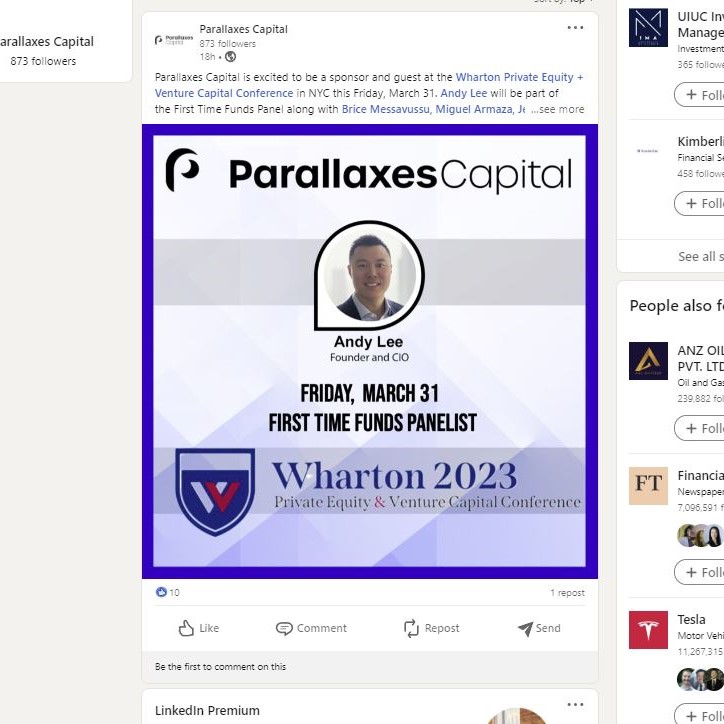 Sort by: Top
arallaxes Capital
873 followers
Parallaxes Capital
Parallaxes Capital
873 followers
18h •
Parallaxes Capital is excited to be a sponsor and guest at the Wharton Private Equity +
Venture Capital Conference in NYC this Friday, March 31. Andy Lee will be part of
the First Time Funds Panel along with Brice Messavussu, Miguel Armaza, Je ...see more
Parallaxes Capital
Andy Lee
Founder and CIO
FRIDAY, MARCH 31
FIRST TIME FUNDS PANELIST
Wharton 2023
Private Equity & Venture Capital Conference
10
1 repost
Like
Comment
Repost
Send
Be the first to comment on this
LinkedIn Premium
UIUC Inv
Manage
Investment
365 followe
+ Foll
Kimberli
Financial Se
458 followe
+ Foll
See all s
People also f
ANZ OIL
PVT. LTD
Oil and Gas
239,882 fol
+ Foll
FT
Financia
Newspaper
7,096,591 f
+ Foll
Tesla
Motor Vehi
11,267,315
+ Foll